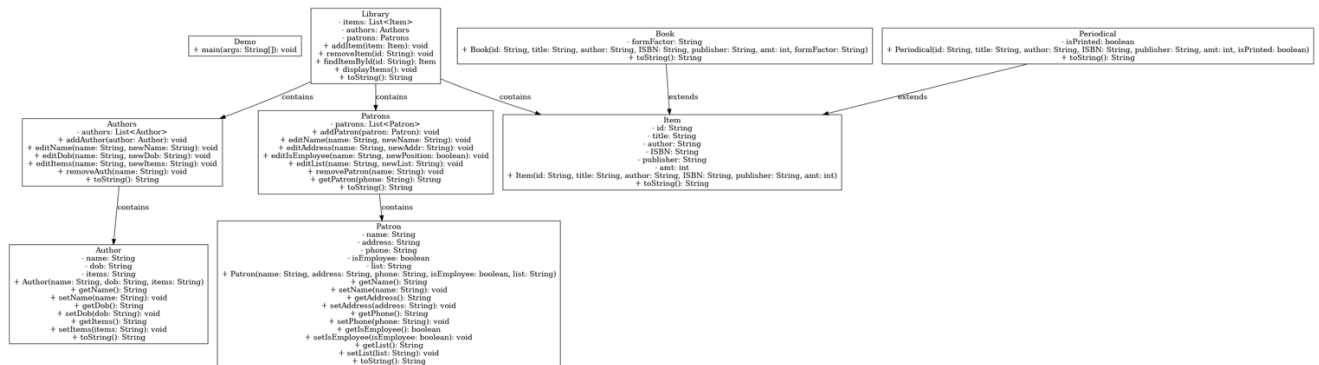 Demo
+ main(args: String[]): void
Library
- items: List<Item>
- authors: Authors
- patrons: Patrons
+ addItem(item: Item): void
+ removeItem(id: String): void
+ findItemById(id: String): Item
+ displayItems(): void
+ toString(): String
Book
- formFactor: String
+ Book(id: String, title: String, author: String, ISBN: String, publisher: String, amt: int, formFactor: String)
+ toString(): String
Periodical
- isPrinted: boolean
+ Periodical(id: String, title: String, author: String, ISBN: String, publisher: String, amt: int, isPrinted: boolean)
+ toString(): String
contains
contains
contains
extends
extends
Authors
- authors: List<Author>
+ addAuthor(author: Author): void
+ editName(name: String, newName: String): void
+ editDob(name: String, newDob: String): void
+ editItems(name: String, newItems: String): void
+ removeAuth(name: String): void
+ toString(): String
Patrons
- patrons: List<Patron>
+ addPatron(patron: Patron): void
+ editName(name: String, newName: String): void
+ editAddress(name: String, newAddr: String): void
+ editIsEmployee(name: String, newPosition: boolean): void
+ editList(name: String, newList: String): void
+ removePatron(name: String): void
+ getPatron(phone: String): String
+ toString(): String
Item
- id: String
- title: String
- author: String
- ISBN: String
- publisher: String
- amt: int
+ Item(id: String, title: String, author: String, ISBN: String, publisher: String, amt: int)
+ toString(): String
contains
contains
Author
- name: String
- dob: String
- items: String
+ Author(name: String, dob: String, items: String)
+ getName(): String
+ setName(name: String): void
+ getDob(): String
+ setDob(dob: String): void
+ getItems(): String
+ setItems(items: String): void
+ toString(): String
Patron
- name: String
- address: String
- phone: String
- isEmployee: boolean
- list: String
+ Patron(name: String, address: String, phone: String, isEmployee: boolean, list: String)
+ getName(): String
+ setName(name: String): void
+ getAddress(): String
+ setAddress(address: String): void
+ getPhone(): String
+ setPhone(phone: String): void
+ getIsEmployee(): boolean
+ setIsEmployee(isEmployee: boolean): void
+ getList(): String
+ setList(list: String): void
+ toString(): String